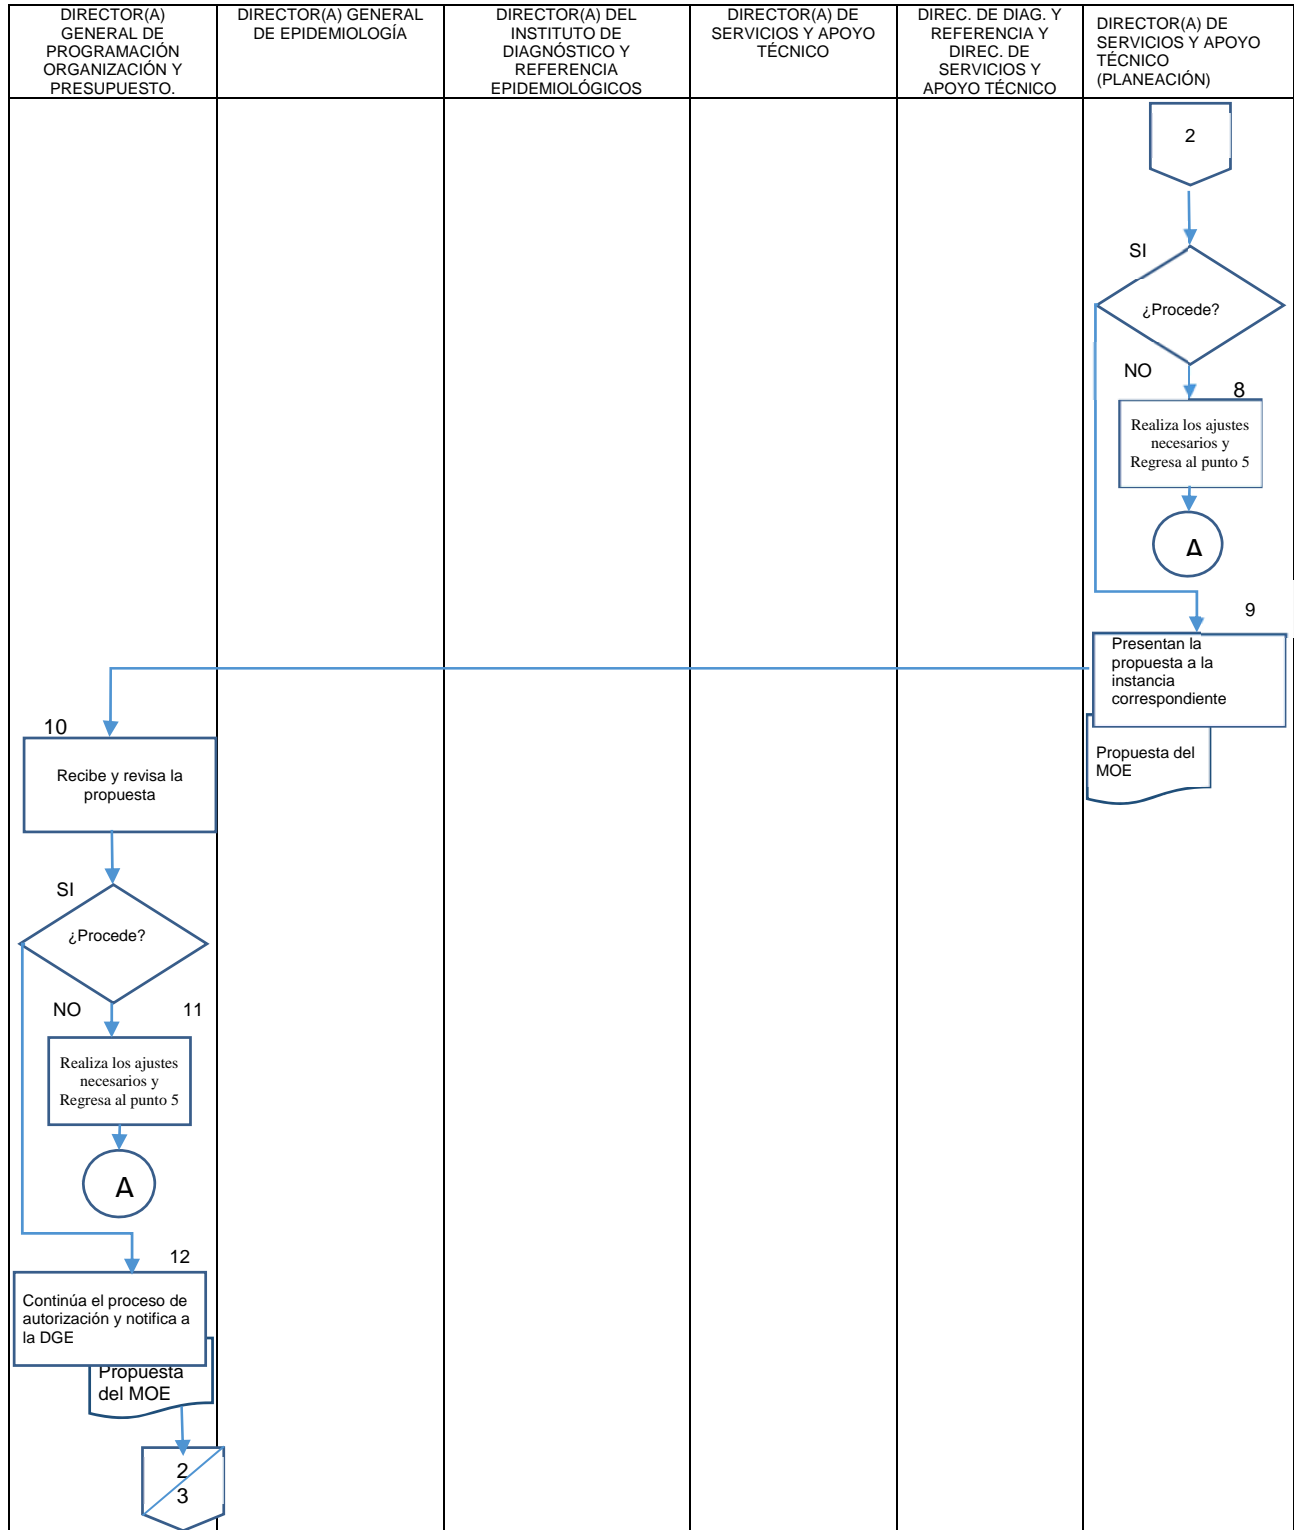 DIRECTOR(A)
GENERAL DE
PROGRAMACIÓN
ORGANIZACIÓN Y
PRESUPUESTO.
DIRECTOR(A) GENERAL
DE EPIDEMIOLOGÍA
DIRECTOR(A) DEL
INSTITUTO DE
DIAGNÓSTICO Y
REFERENCIA
EPIDEMIOLÓGICOS
DIRECTOR(A) DE
SERVICIOS Y APOYO
TÉCNICO
DIREC. DE DIAG. Y
REFERENCIA Y
DIREC. DE
SERVICIOS Y
APOYO TÉCNICO
DIRECTOR(A) DE
SERVICIOS Y APOYO
TÉCNICO
(PLANEACIÓN)
2
SI
¿Procede?
NO
8
Realiza los ajustes
necesarios y
Regresa al punto 5
A
9
Presentan la
propuesta a la
instancia
correspondiente
Propuesta del
MOE
10
Recibe y revisa la
propuesta
SI
¿Procede?
NO
11
Realiza los ajustes
necesarios y
Regresa al punto 5
A
12
Continúa el proceso de
autorización y notifica a
la DGE
Propuesta
del MOE
2
3